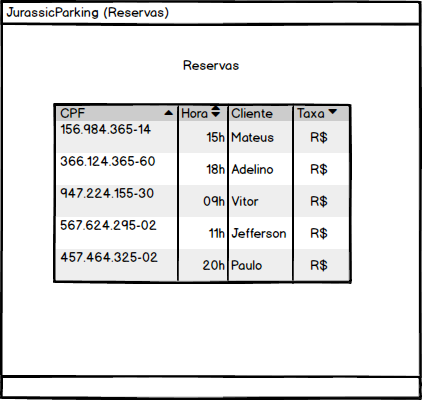 JurassicParking (Reservas)
Reservas
CPF Hora Cliente Taxa
156.984.365-14 15h Mateus R$
366.124.365-60 18h Adelino R$
947.224.155-30 09h Vitor R$
567.624.295-02 11h Jefferson R$
457.464.325-02 20h Paulo R$